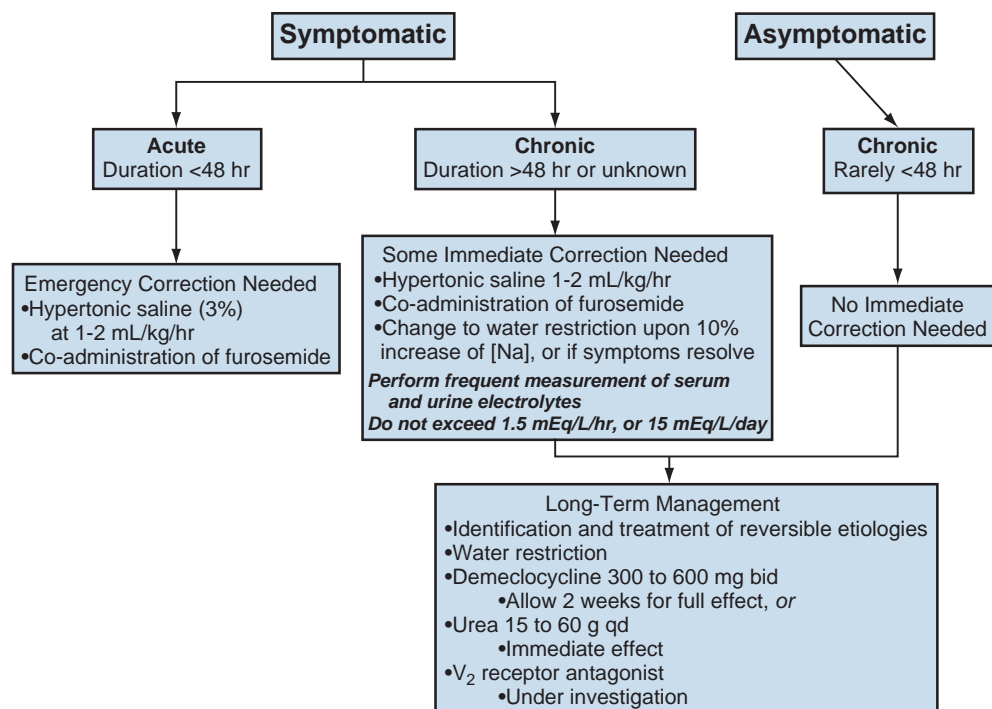 Symptomatic
Asymptomatic
Acute
Duration <48 hr
Chronic
Duration >48 hr or unknown
Chronic
Rarely <48 hr
Emergency Correction Needed
•Hypertonic saline (3%)
at 1-2 mL/kg/hr
•Co-administration of furosemide
Some Immediate Correction Needed
•Hypertonic saline 1-2 mL/kg/hr
•Co-administration of furosemide
•Change to water restriction upon 10%
increase of [Na], or if symptoms resolve
Perform frequent measurement of serum
and urine electrolytes
Do not exceed 1.5 mEq/L/hr, or 15 mEq/L/day
No Immediate
Correction Needed
Long-Term Management
•Identification and treatment of reversible etiologies
•Water restriction
•Demeclocycline 300 to 600 mg bid
•Allow 2 weeks for full effect, or
•Urea 15 to 60 g qd
•Immediate effect
•V₂ receptor antagonist
•Under investigation